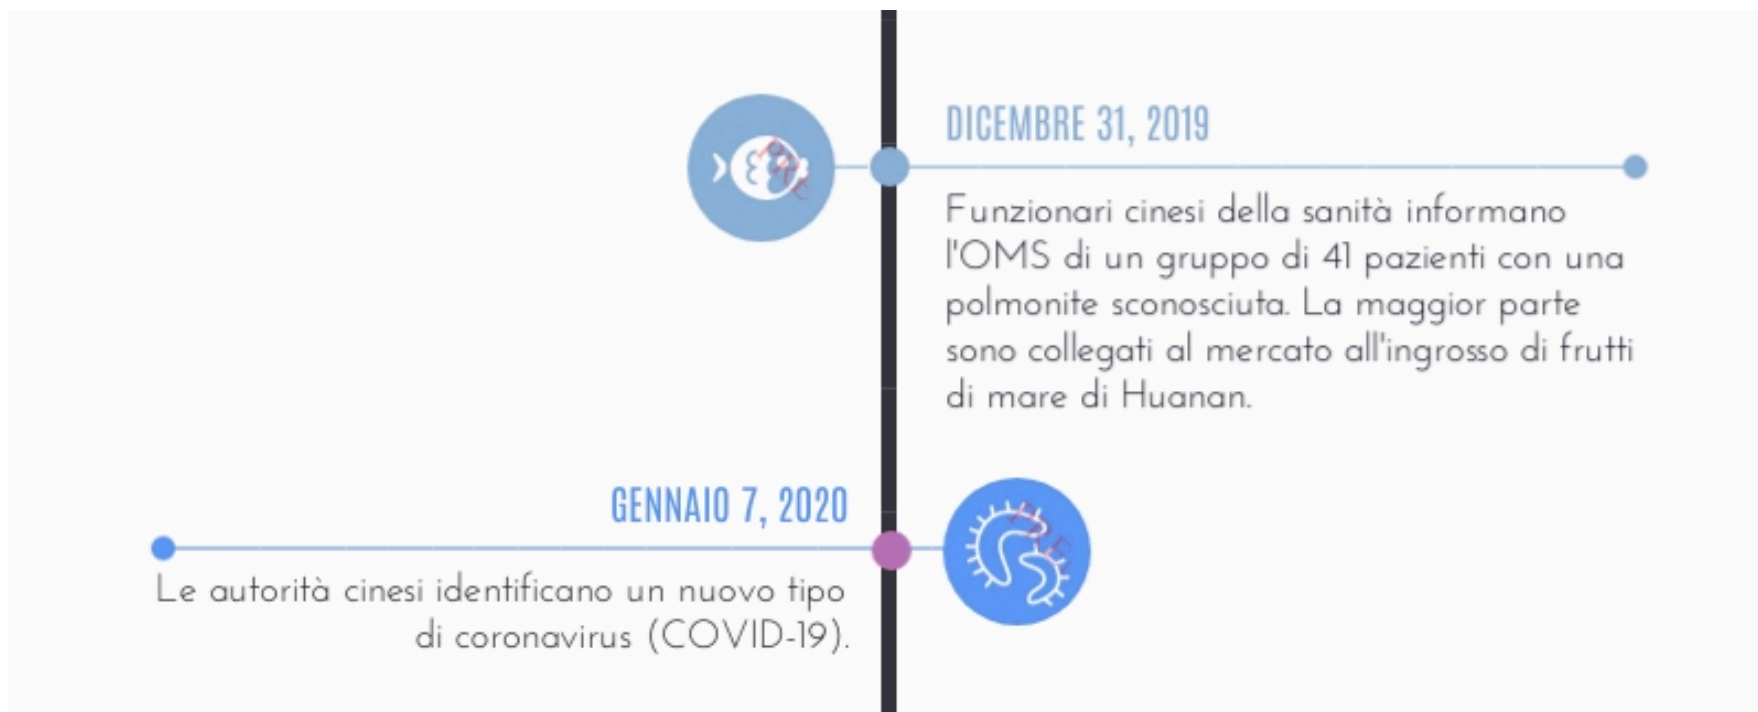 DICEMBRE 31, 2019
Funzionari cinesi della sanità informano
l'OMS di un gruppo di 41 pazienti con una
polmonite sconosciuta. La maggior parte
sono collegati al mercato all'ingrosso di frutti
di mare di Huanan.
GENNAIO 7, 2020
Le autorità cinesi identificano un nuovo tipo
di coronavirus (COVID-19).